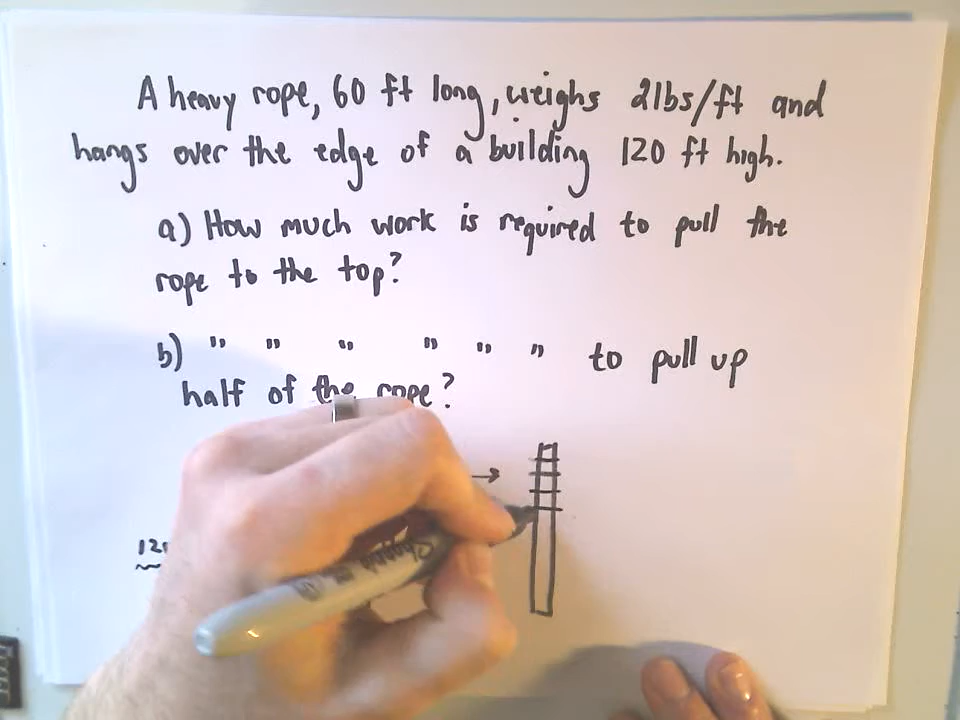 A heavy rope, 60 ft long, weighs 2lbs/ft and
hangs over the edge of a building 120 ft high.
a) How much work is required to pull the
rope to the top?
b) " " " " " " to pull up
half of the rope?
Sharpie